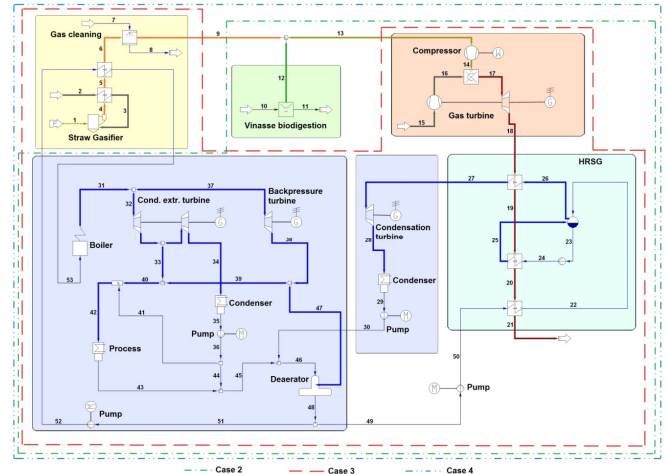 7
Gas cleaning
9
13
6
8
Compressor
W
14
5
16
17
2
3
12
4
1
10
11
G
Straw Gasifier
Vinasse biodigestion
15
Gas turbine
18
HRSG
31
37
27
26
32
Cond. extr. turbine
Backpressure
turbine
G
G
G
Condensation
turbine
19
Boiler
28
25
23
33
34
38
24
53
40
39
Condenser
20
41
Condenser
29
47
22
42
35
30
M
Pump
21
Pump
M
36
Process
50
46
44
45
43
Deaerator
M
Pump
48
Pump
52
51
49
Case 2
Case 3
Case 4